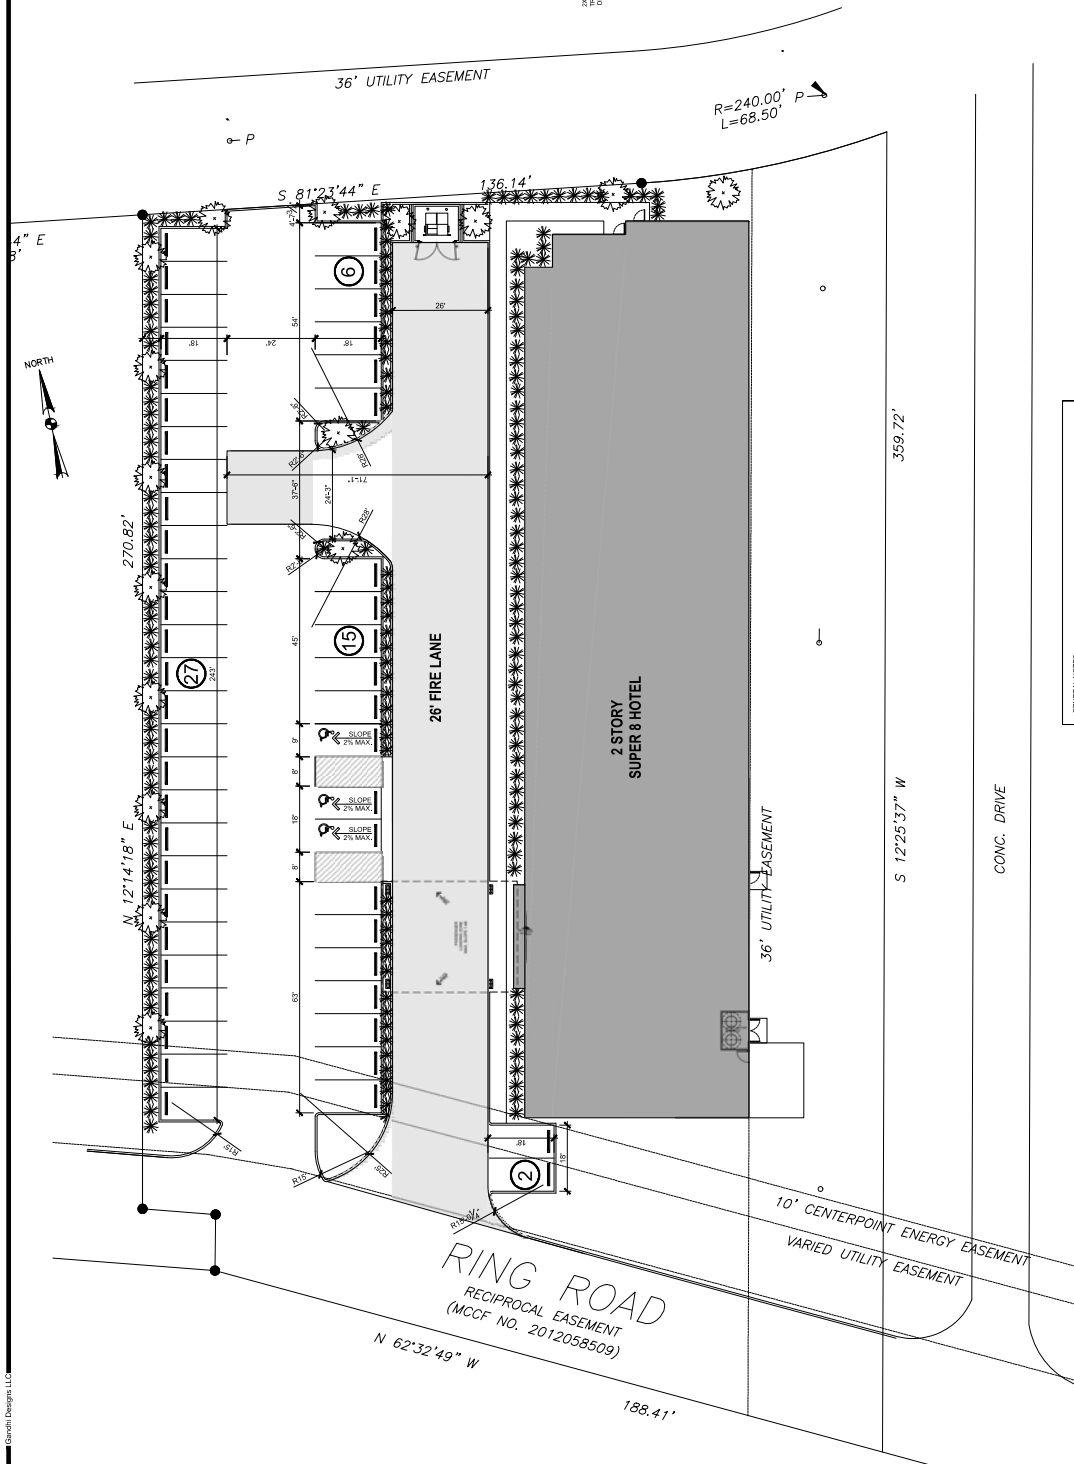 36' UTILITY EASEMENT
R=240.00'
L=68.50'
P
P
S 81°23'44" E
136.14'
4" E
8'
NORTH
6
26'
54'
18'
24'
18'
R28'
71'-1"
37'-6"
24'-3"
R28'
270.82'
359.72'
15
45'
27
243'
26' FIRE LANE
2 STORY
SUPER 8 HOTEL
SLOPE
2% MAX.
9'
8'
SLOPE
2% MAX.
18'
SLOPE
2% MAX.
8'
N 12°14'18" E
S 12°25'37" W
CONC. DRIVE
36' UTILITY EASEMENT
63'
R15'
R25'
R15'
18'
18'
2
10' CENTERPOINT ENERGY EASEMENT
VARIED UTILITY EASEMENT
RING ROAD
RECIPROCAL EASEMENT
(MCCF NO. 2012058509)
N 62°32'49" W
188.41'
Gandhi Designs LLC